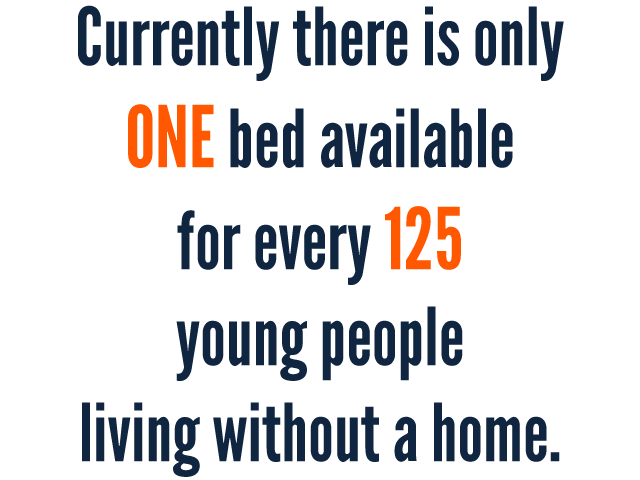 Currently there is only
ONE bed available
for every 125
young people
living without a home.